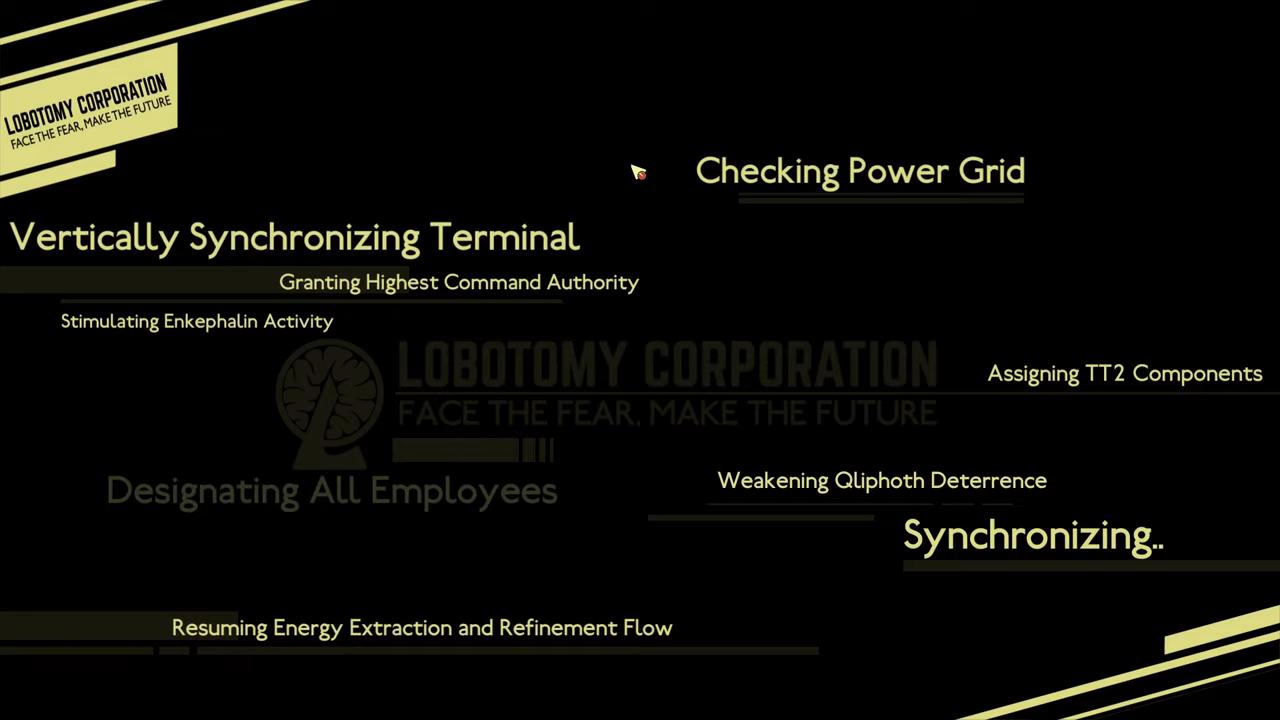 LOBOTOMY CORPORATION
FACE THE FEAR, MAKE THE FUTURE
Checking Power Grid
Vertically Synchronizing Terminal
Granting Highest Command Authority
Stimulating Enkephalin Activity
LOBOTOMY CORPORATION
FACE THE FEAR, MAKE THE FUTURE
Assigning TT2 Components
Designating All Employees
Weakening Qliphoth Deterrence
Synchronizing..
Resuming Energy Extraction and Refinement Flow